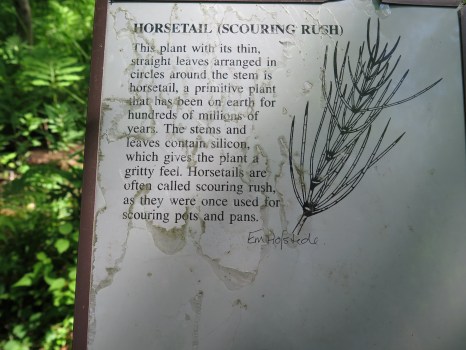 HORSETAIL (SCOURING RUSH)
This plant with its thin,
straight leaves arranged in
circles around the stem is
horsetail, a primitive plant
that has been on earth for
hundreds of millions of
years. The stems and
leaves contain silicon,
which gives the plant a
gritty feel. Horsetails are
often called scouring rush,
as they were once used for
scouring pots and pans.